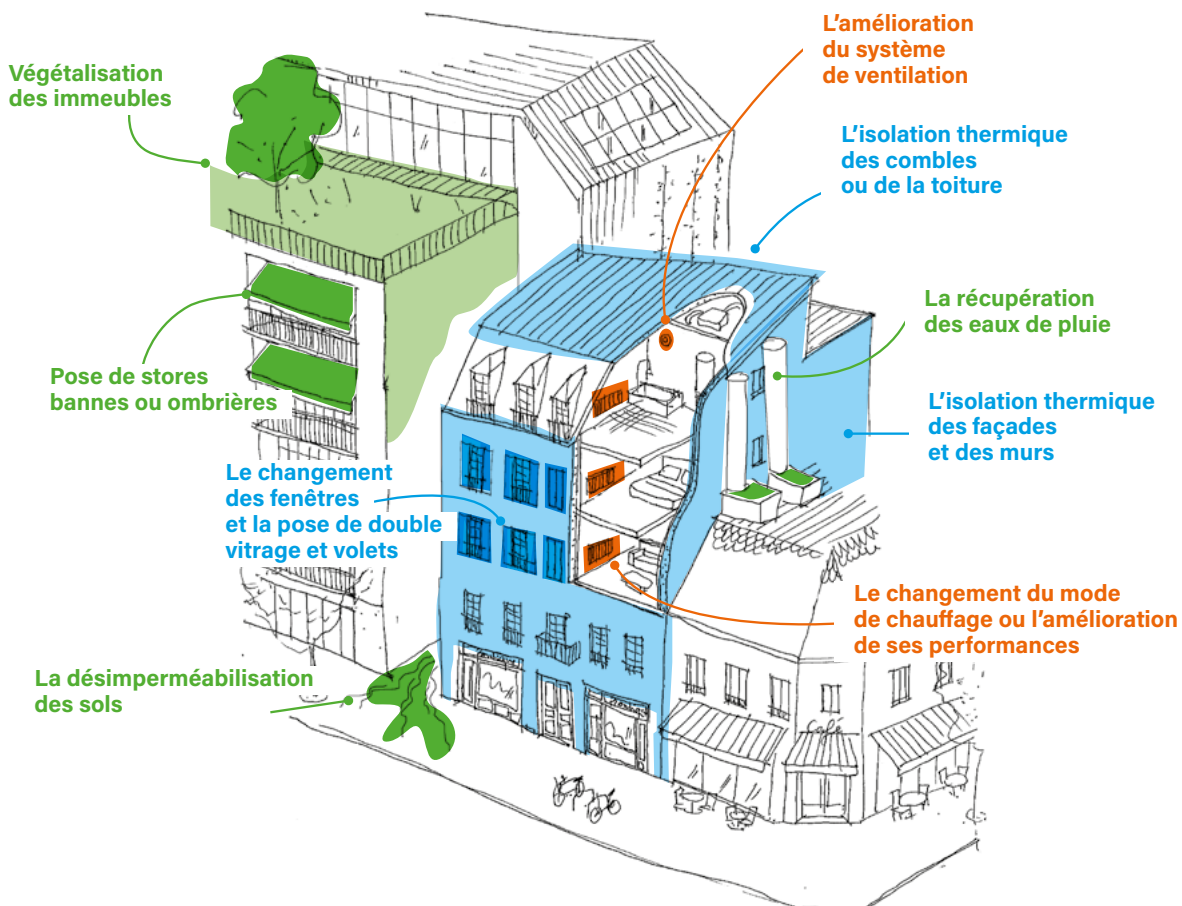 L'amélioration
du système
de ventilation
Végétalisation
des immeubles
L'isolation thermique
des combles
ou de la toiture
La récupération
des eaux de pluie
Pose de stores
bannes ou ombrières
L'isolation thermique
des façades
et des murs
Le changement
des fenêtres
et la pose de double
vitrage et volets
Le changement du mode
de chauffage ou l'amélioration
de ses performances
La désimperméabilisation
des sols
Café